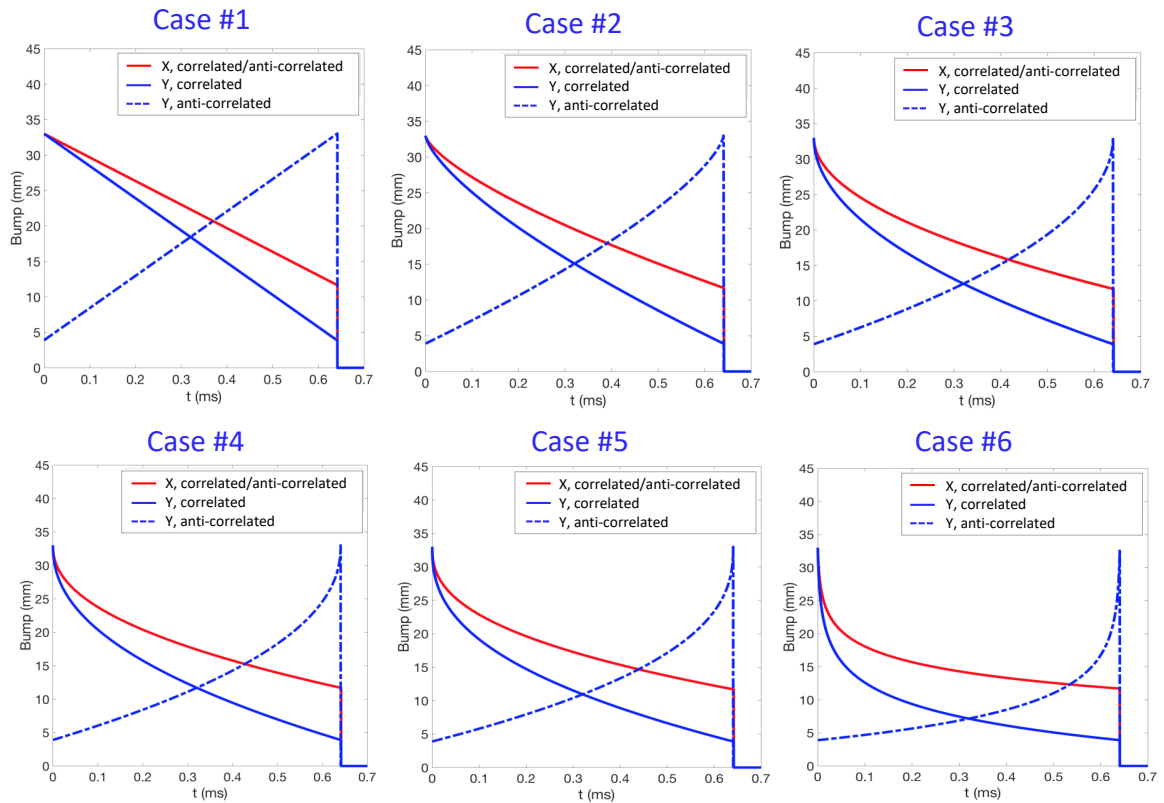 Case #1
Case #2
Case #3
X, correlated/anti-correlated
Y, correlated
Y, anti-correlated
45
40
35
30
25
20
15
10
5
0
Bump (mm)
0 0.1 0.2 0.3 0.4 0.5 0.6 0.7
t (ms)
X, correlated/anti-correlated
Y, correlated
Y, anti-correlated
45
40
35
30
25
20
15
10
5
0
Bump (mm)
0 0.1 0.2 0.3 0.4 0.5 0.6 0.7
t (ms)
X, correlated/anti-correlated
Y, correlated
Y, anti-correlated
45
40
35
30
25
20
15
10
5
0
Bump (mm)
0 0.1 0.2 0.3 0.4 0.5 0.6 0.7
t (ms)
Case #4
Case #5
Case #6
X, correlated/anti-correlated
Y, correlated
Y, anti-correlated
45
40
35
30
25
20
15
10
5
0
Bump (mm)
0 0.1 0.2 0.3 0.4 0.5 0.6 0.7
t (ms)
X, correlated/anti-correlated
Y, correlated
Y, anti-correlated
45
40
35
30
25
20
15
10
5
0
Bump (mm)
0 0.1 0.2 0.3 0.4 0.5 0.6 0.7
t (ms)
X, correlated/anti-correlated
Y, correlated
Y, anti-correlated
45
40
35
30
25
20
15
10
5
0
Bump (mm)
0 0.1 0.2 0.3 0.4 0.5 0.6 0.7
t (ms)